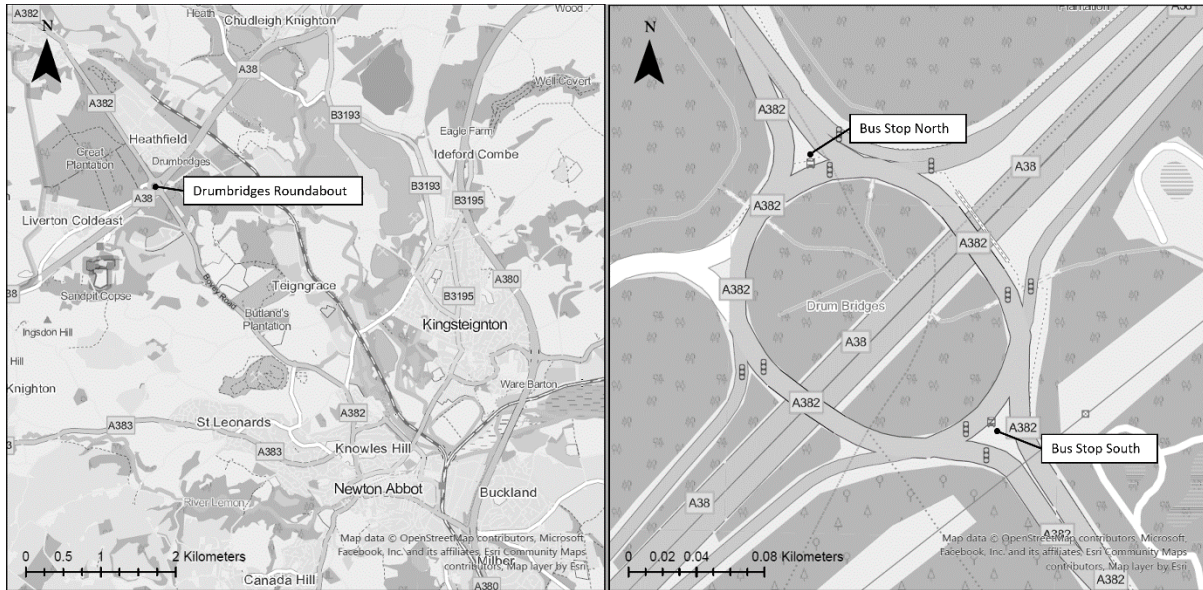 A382
N
Heath
Chudleigh Knighton
Wood
A38
Well Covert
A382
B3193
Eagle Farm
Heathfield
Ideford Combe
Great
Plantation
Drumbridges
B3193
Drumbridges Roundabout
A38
B3195
Liverton Coldeast
A380
Teigngrace
B3195
38
Sandpit Copse
Bovey Road
Butland's
Plantation
Ingsdon Hill
Kingsteignton
Hill
Knighton
Ware Barton
A382
St Leonards
A383
Knowles Hill
A383
Newton Abbot
Buckland
River Lemon
Map data © OpenStreetMap contributors, Microsoft,
Facebook, Inc. and its affiliates, Esri Community Maps
contributors, Map layer by Esri
0 0.5 1 2 Kilometers
Milber
Canada Hill
A380
N
Plantation
A38
A382
Bus Stop North
A38
A382
A382
A382
Drum Bridges
A38
A382
A382
Bus Stop South
A38
A382
Map data © OpenStreetMap contributors, Microsoft,
Facebook, Inc. and its affiliates, Esri Community Maps
contributors, Map layer by Esri
0 0.02 0.04 0.08 Kilometers
A382